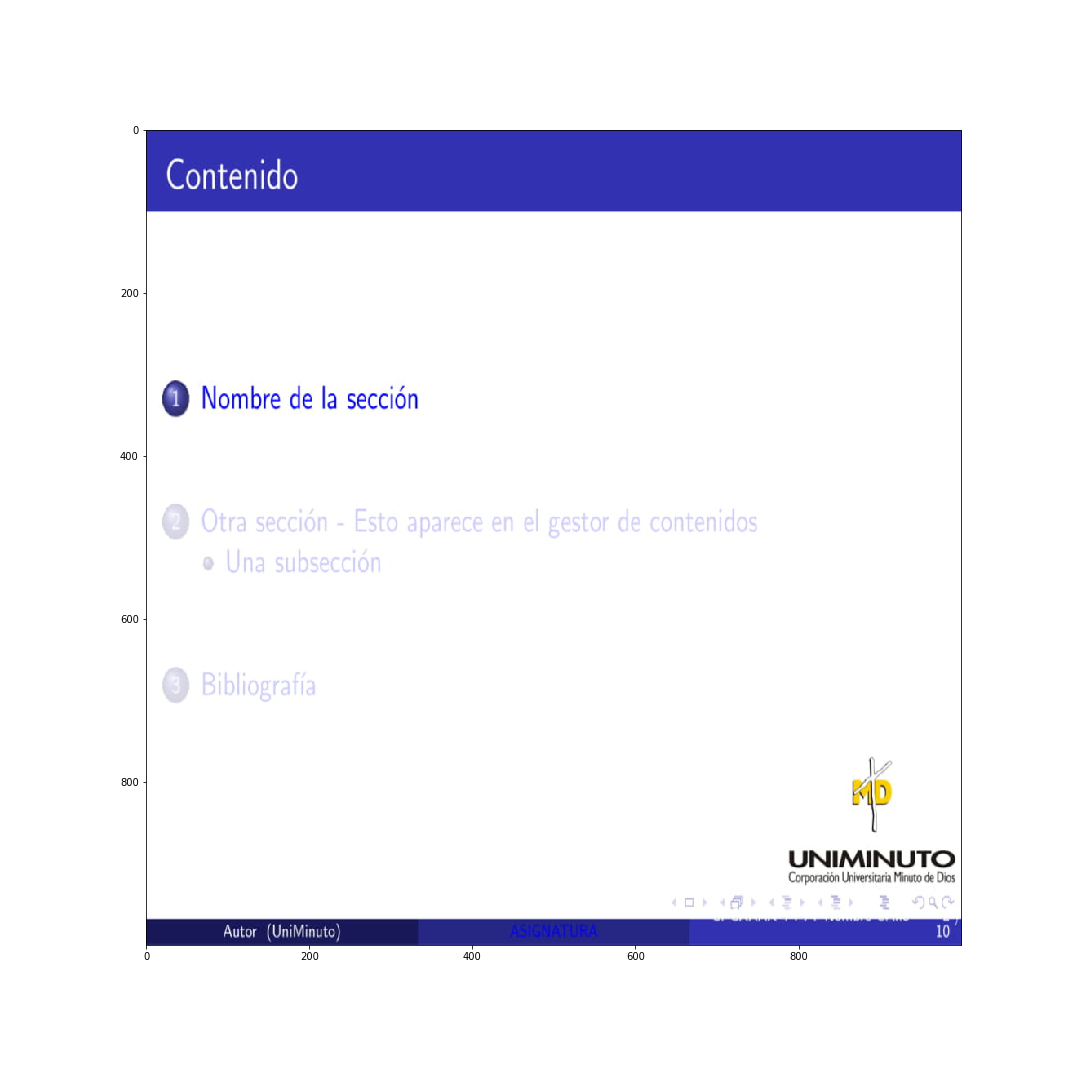 0
Contenido
200
1 Nombre de la sección
400
2 Otra sección - Esto aparece en el gestor de contenidos
Una subsección
600
3 Bibliografía
800
MD
UNIMINUTO
Corporación Universitaria Minuto de Dios
Autor (UniMinuto)
ASIGNATURA
10
0 200 400 600 800